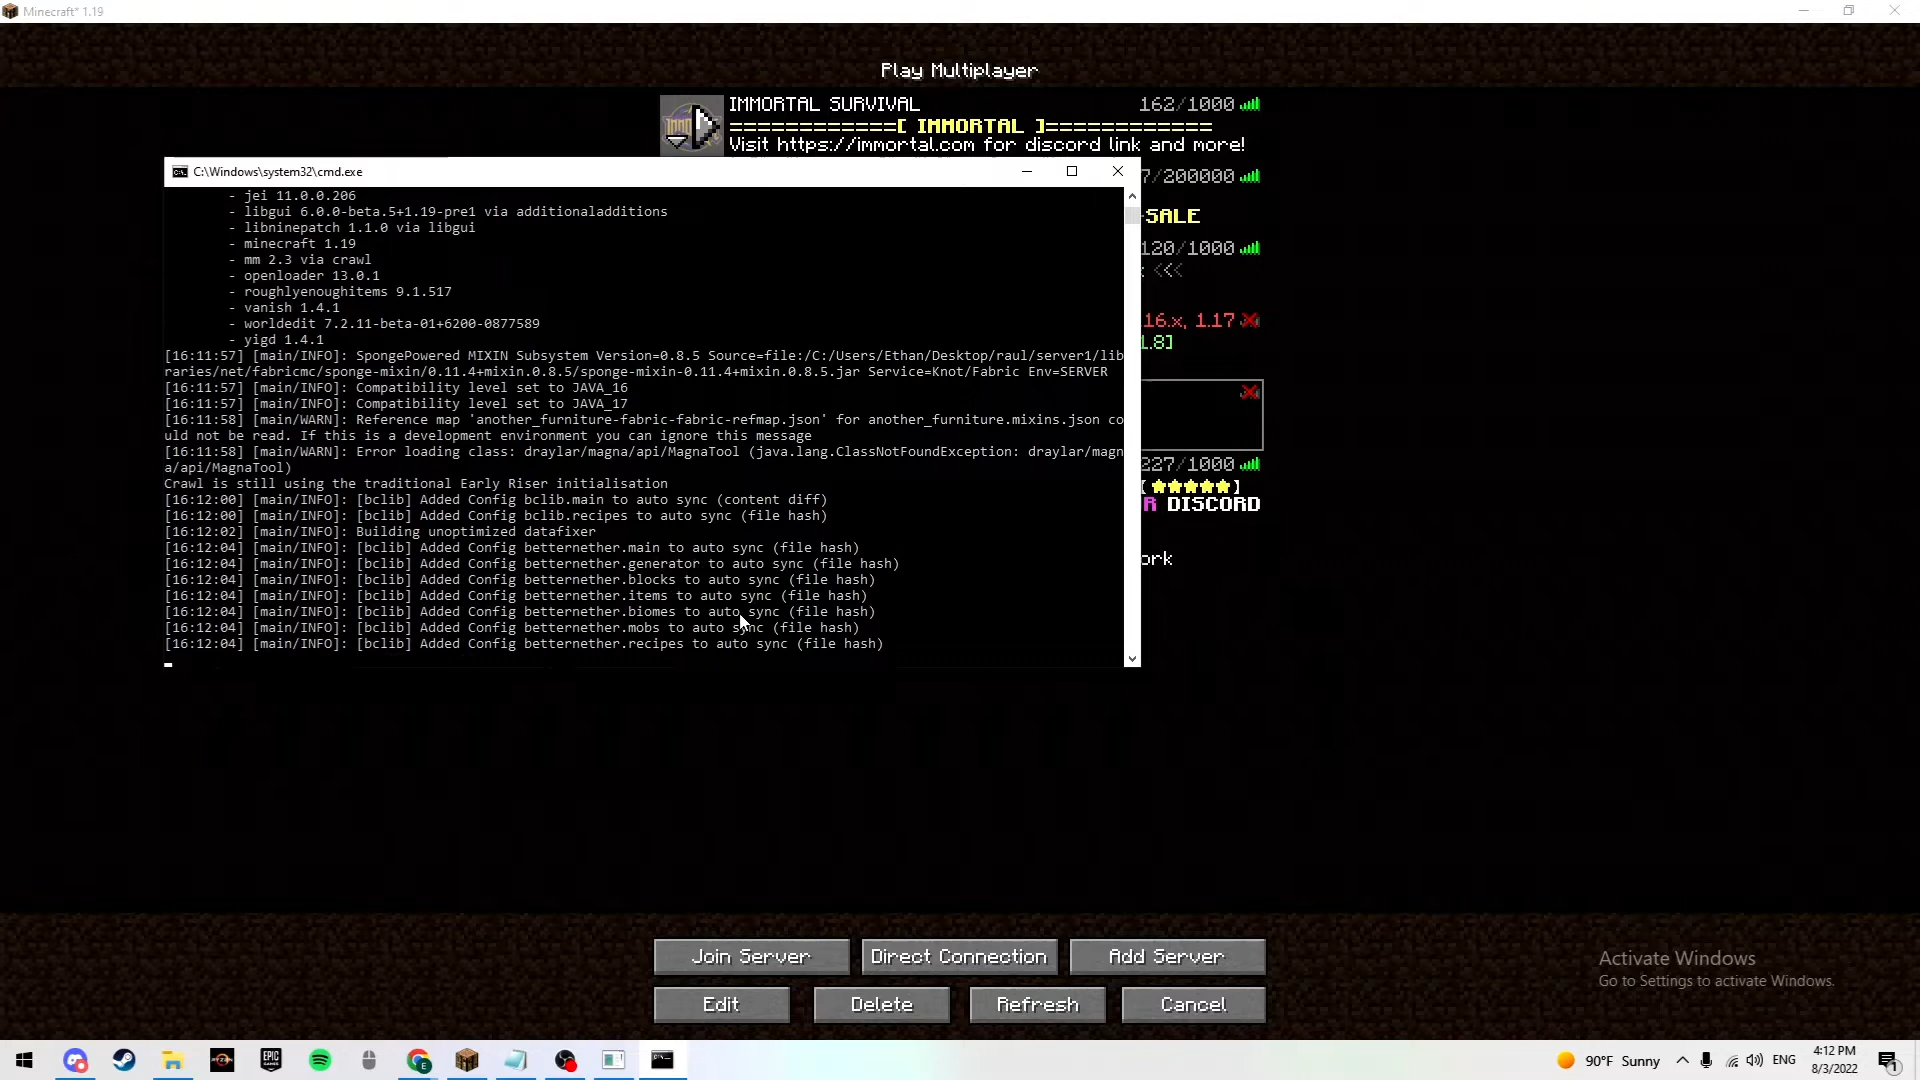 Minecraft* 1.19
Play Multiplayer
IMMORTAL SURVIVAL 162/1000
============[ IMMORTAL ]============
Visit https://immortal.com for discord link and more!
C:\Windows\system32\cmd.exe
7/200000
SALE
120/1000
: <<<
16.x, 1.17
1.8]
227/1000
[★★★★★]
R DISCORD
ork
- jei 11.0.0.206
- libgui 6.0.0-beta.5+1.19-pre1 via additionaladditions
- libninepatch 1.1.0 via libgui
- minecraft 1.19
- mm 2.3 via crawl
- openloader 13.0.1
- roughlyenoughitems 9.1.517
- vanish 1.4.1
- worldedit 7.2.11-beta-01+6200-0877589
- yigd 1.4.1
[16:11:57] [main/INFO]: SpongePowered MIXIN Subsystem Version=0.8.5 Source=file:/C:/Users/Ethan/Desktop/raul/server1/lib
raries/net/fabricmc/sponge-mixin/0.11.4+mixin.0.8.5/sponge-mixin-0.11.4+mixin.0.8.5.jar Service=Knot/Fabric Env=SERVER
[16:11:57] [main/INFO]: Compatibility level set to JAVA_16
[16:11:57] [main/INFO]: Compatibility level set to JAVA_17
[16:11:58] [main/WARN]: Reference map 'another_furniture-fabric-fabric-refmap.json' for another_furniture.mixins.json co
uld not be read. If this is a development environment you can ignore this message
[16:11:58] [main/WARN]: Error loading class: draylar/magna/api/MagnaTool (java.lang.ClassNotFoundException: draylar/magn
a/api/MagnaTool)
Crawl is still using the traditional Early Riser initialisation
[16:12:00] [main/INFO]: [bclib] Added Config bclib.main to auto sync (content diff)
[16:12:00] [main/INFO]: [bclib] Added Config bclib.recipes to auto sync (file hash)
[16:12:02] [main/INFO]: Building unoptimized datafixer
[16:12:04] [main/INFO]: [bclib] Added Config betternether.main to auto sync (file hash)
[16:12:04] [main/INFO]: [bclib] Added Config betternether.generator to auto sync (file hash)
[16:12:04] [main/INFO]: [bclib] Added Config betternether.blocks to auto sync (file hash)
[16:12:04] [main/INFO]: [bclib] Added Config betternether.items to auto sync (file hash)
[16:12:04] [main/INFO]: [bclib] Added Config betternether.biomes to auto sync (file hash)
[16:12:04] [main/INFO]: [bclib] Added Config betternether.mobs to auto sync (file hash)
[16:12:04] [main/INFO]: [bclib] Added Config betternether.recipes to auto sync (file hash)
Join Server Direct Connection Add Server
Edit Delete Refresh Cancel
Activate Windows
Go to Settings to activate Windows.
RYZEN
EPIC
GAMES
E
90°F Sunny
ENG
4:12 PM
8/3/2022
1